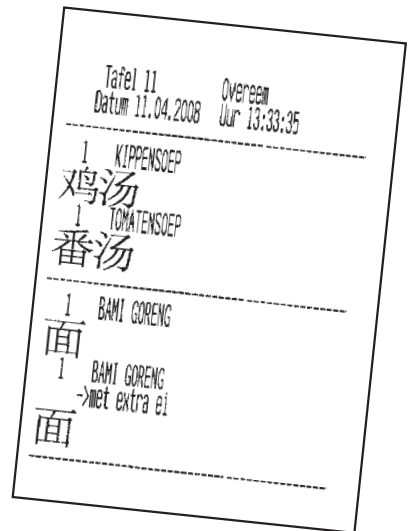 Tafel 11 Overeem
Datum 11.04.2008 Uur 13:33:35
1 KIPPENSOEP
鸡汤
1 TOMATENSOEP
番汤
1 BAMI GORENG
面
1 BAMI GORENG
->met extra ei
面